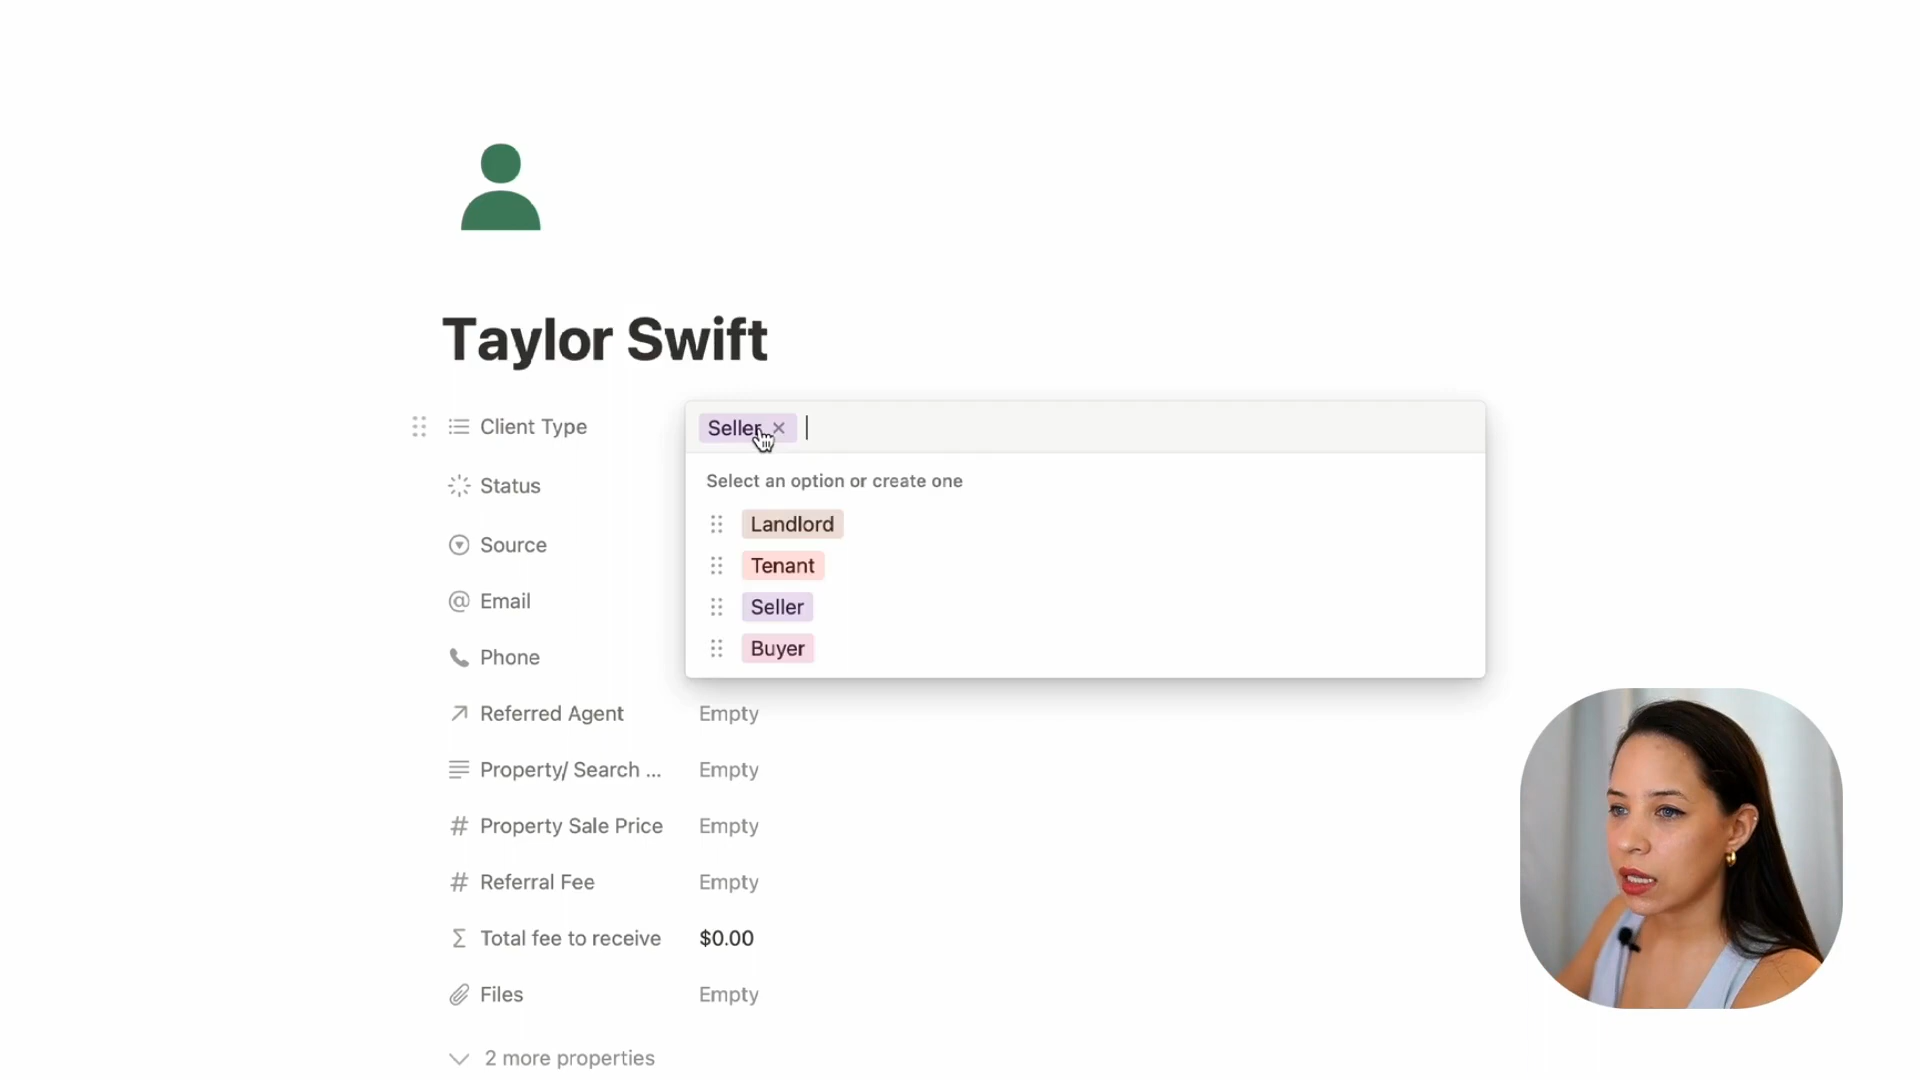 Taylor Swift
Client Type
Seller
Select an option or create one
Landlord
Tenant
Seller
Buyer
Status
Source
Email
Phone
Referred Agent Empty
Property/ Search ... Empty
Property Sale Price Empty
Referral Fee Empty
Total fee to receive $0.00
Files Empty
2 more properties